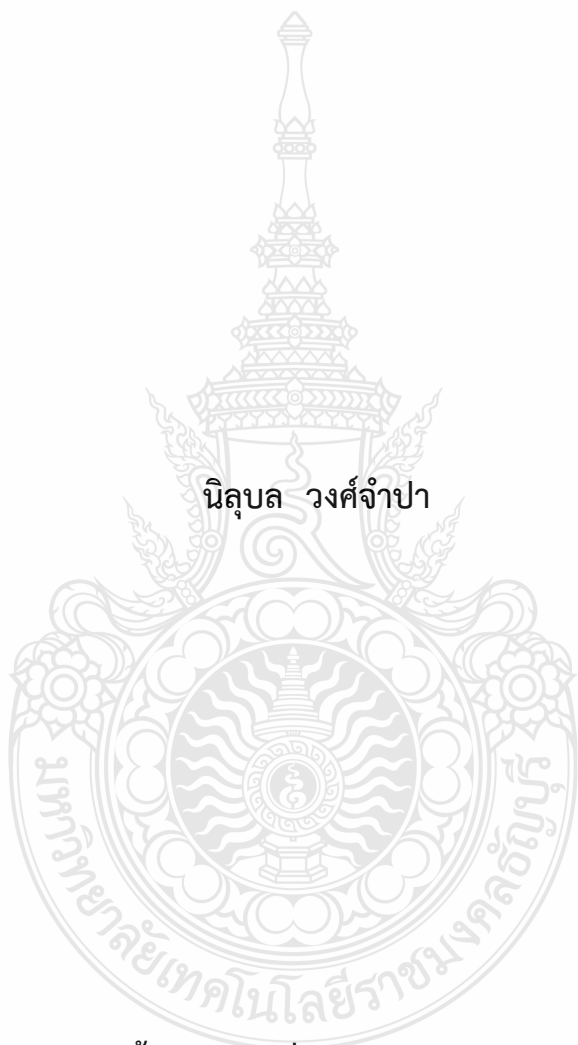 นิลุบล วงศ์จำปา
มหาวิทยาลัยเทคโนโลยีราชมงคลธัญบุรี